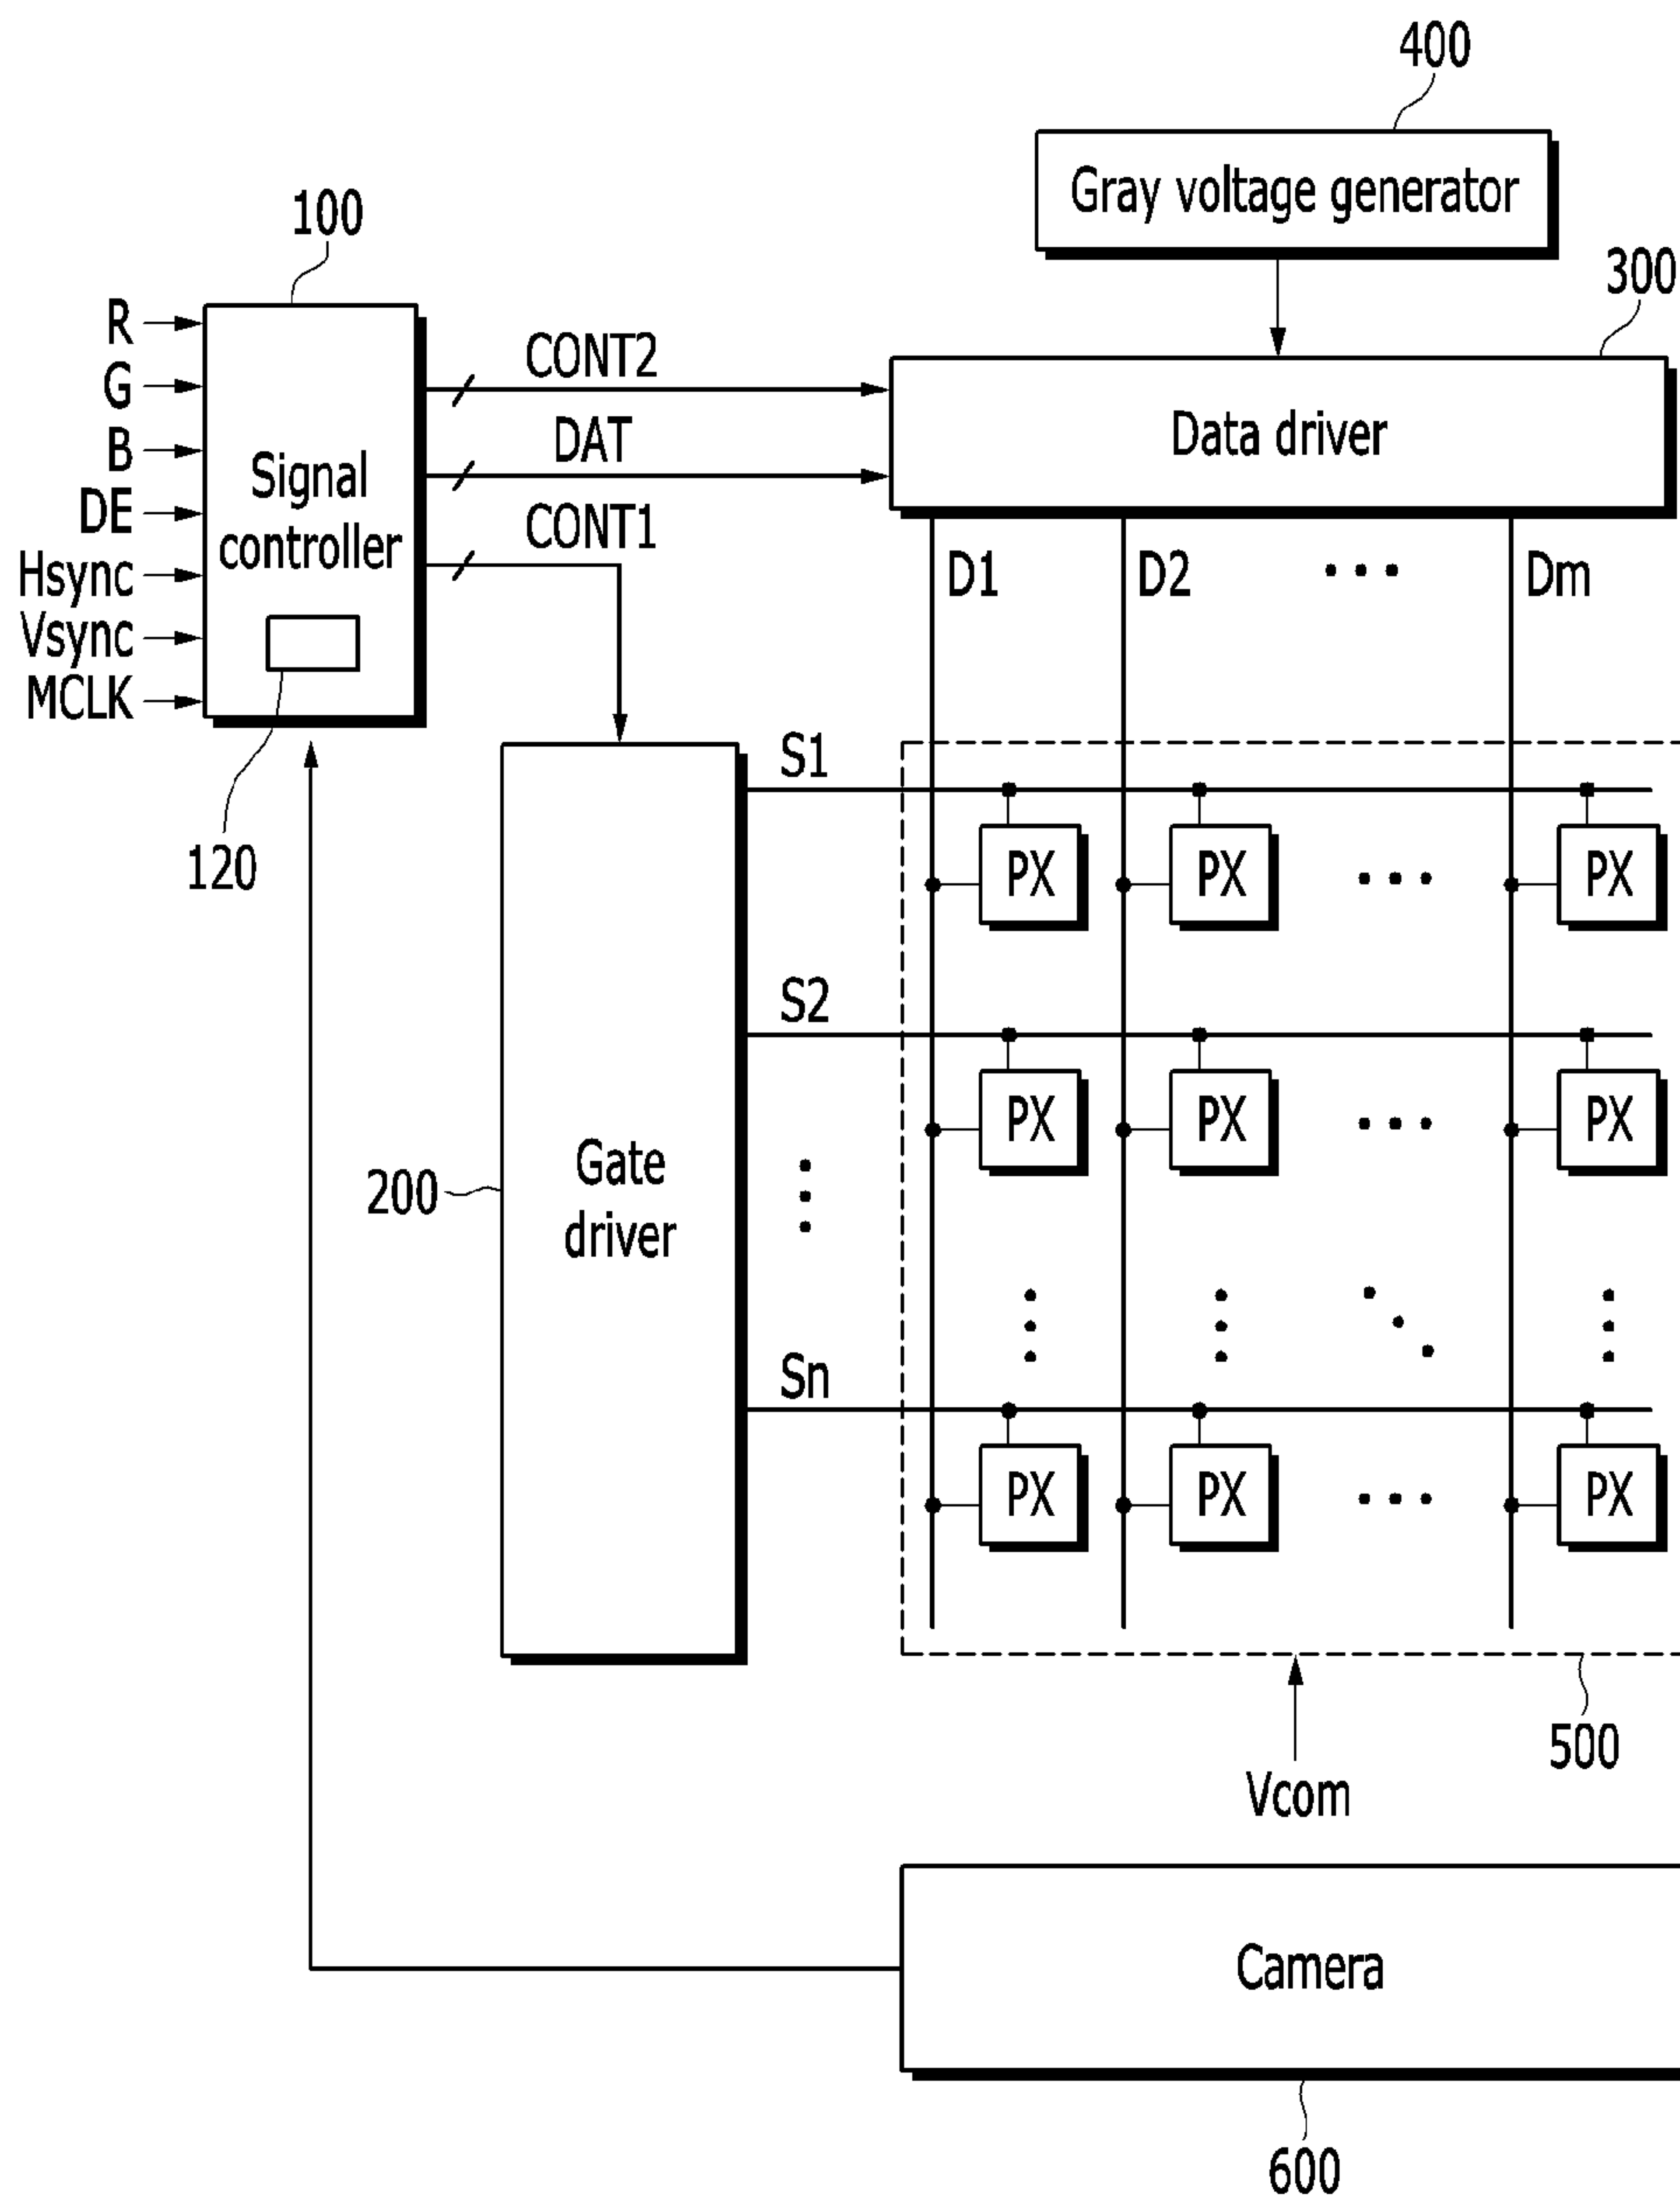 400
Gray voltage generator
100
300
R
G
B
DE
Hsync
Vsync
MCLK
Signal
controller
CONT2
DAT
CONT1
Data driver
D1
D2
Dm
120
S1
PX
PX
PX
S2
PX
PX
PX
200
Gate
driver
Sn
PX
PX
PX
500
Vcom
Camera
600